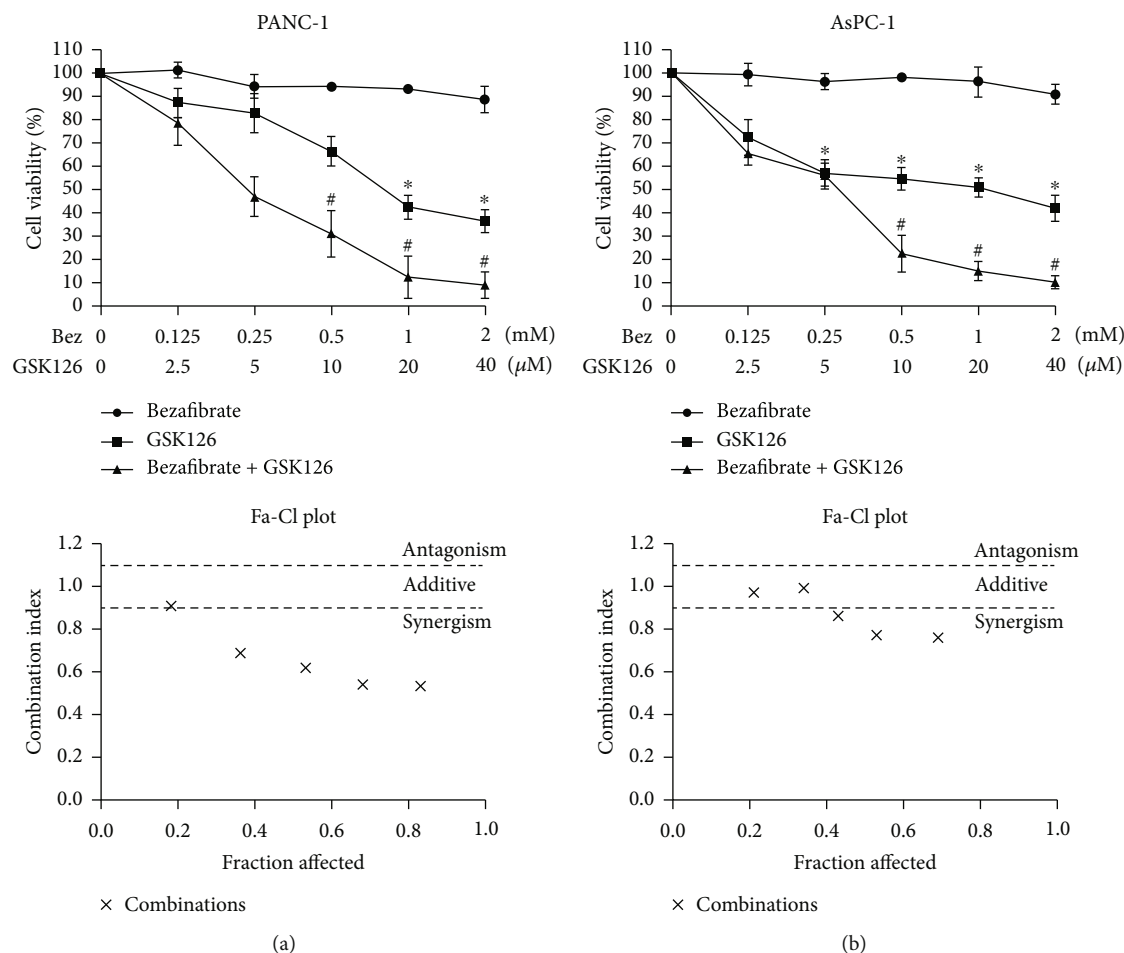 PANC-1
110
100
90
80
70
60
50
40
30
20
10
0
Cell viability (%)
*
*
#
#
#
Bez 0 0.125 0.25 0.5 1 2 (mM)
GSK126 0 2.5 5 10 20 40 (μM)
Bezafibrate
GSK126
Bezafibrate + GSK126
AsPC-1
110
100
90
80
70
60
50
40
30
20
10
0
Cell viability (%)
*
*
*
*
#
#
#
Bez 0 0.125 0.25 0.5 1 2 (mM)
GSK126 0 2.5 5 10 20 40 (μM)
Bezafibrate
GSK126
Bezafibrate + GSK126
Fa-Cl plot
1.2
1.0
0.8
0.6
0.4
0.2
0.0
Combination index
Antagonism
Additive
Synergism
0.0 0.2 0.4 0.6 0.8 1.0
Fraction affected
Combinations
(a)
Fa-Cl plot
1.2
1.0
0.8
0.6
0.4
0.2
0.0
Combination index
Antagonism
Additive
Synergism
0.0 0.2 0.4 0.6 0.8 1.0
Fraction affected
Combinations
(b)